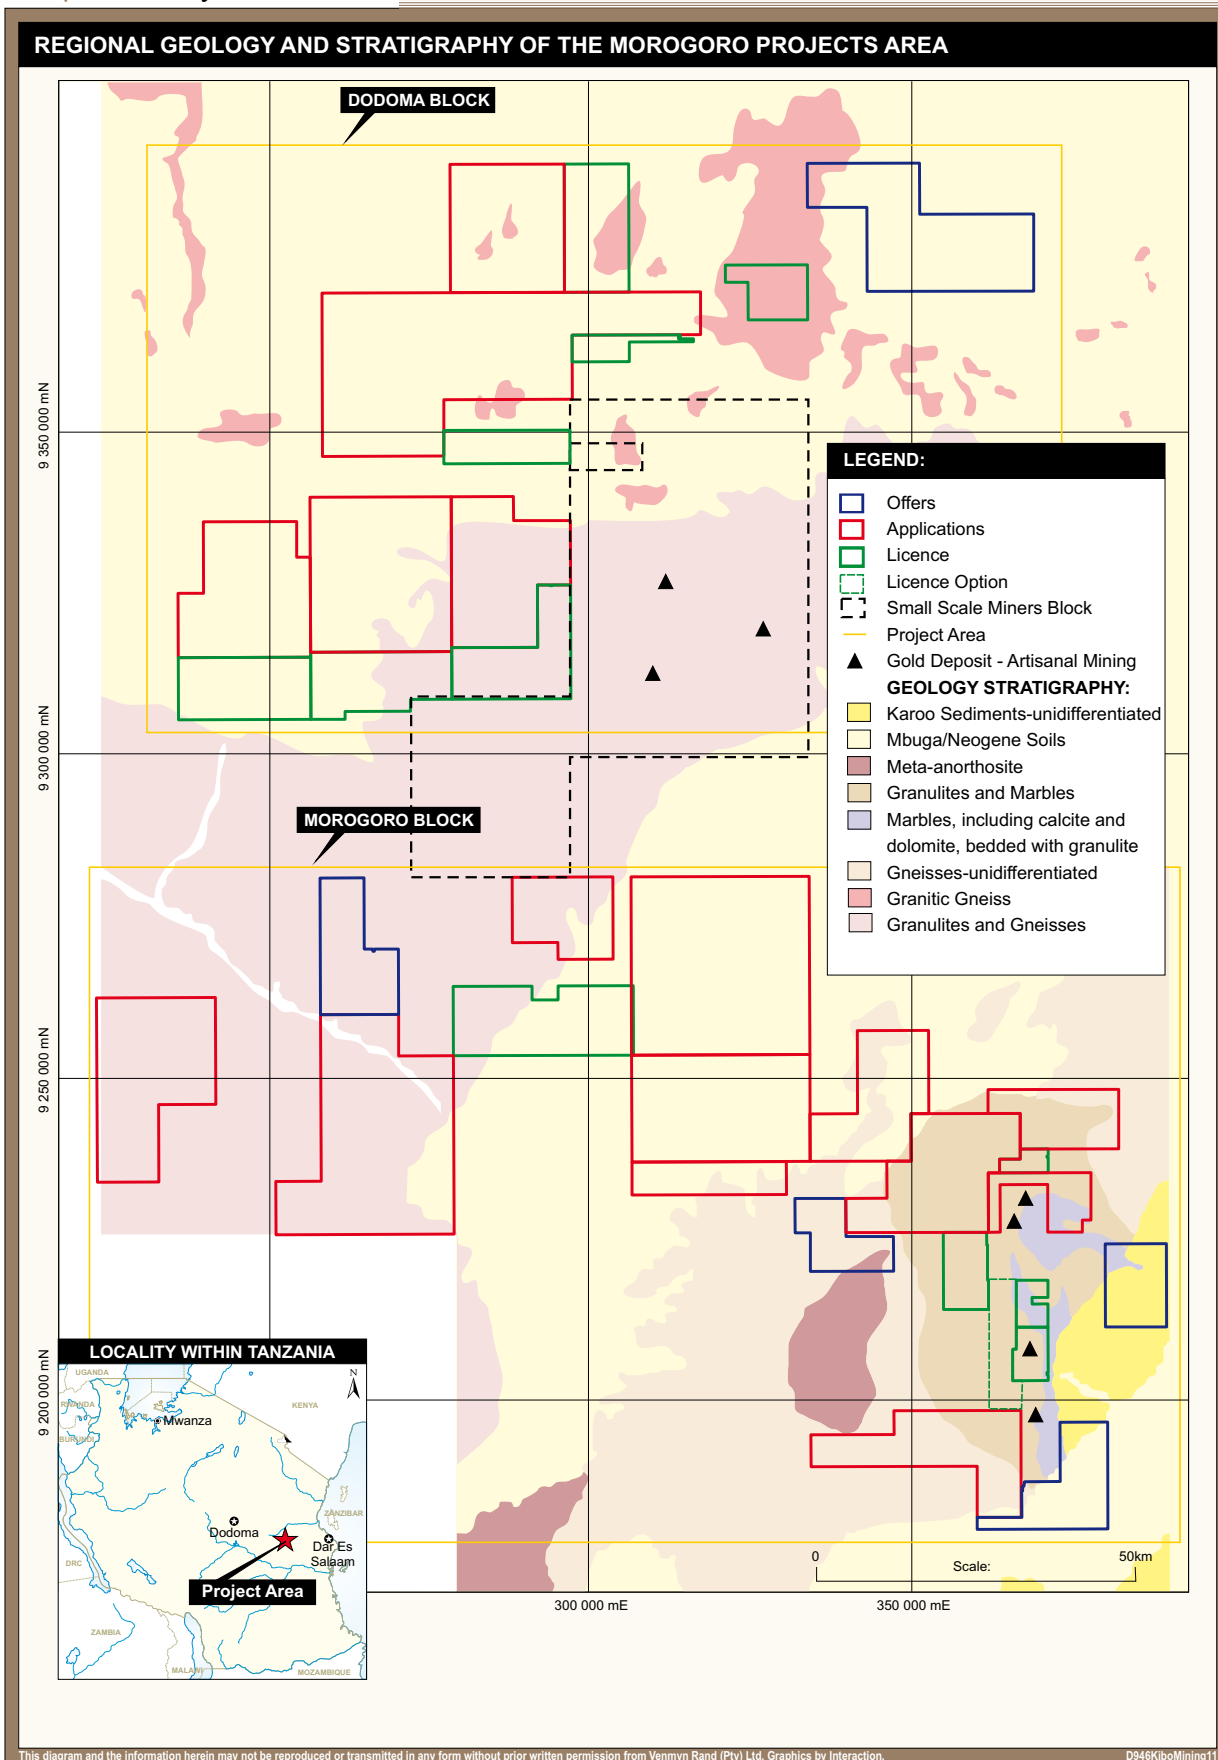 REGIONAL GEOLOGY AND STRATIGRAPHY OF THE MOROGORO PROJECTS AREA
DODOMA BLOCK
9 350 000 mN
LEGEND:
Offers
Applications
Licence
Licence Option
Small Scale Miners Block
Project Area
Gold Deposit - Artisanal Mining
GEOLOGY STRATIGRAPHY:
Karoo Sediments-unidifferentiated
Mbuga/Neogene Soils
Meta-anorthosite
Granulites and Marbles
Marbles, including calcite and
dolomite, bedded with granulite
Gneisses-unidifferentiated
Granitic Gneiss
Granulites and Gneisses
9 300 000 mN
MOROGORO BLOCK
9 250 000 mN
9 200 000 mN
LOCALITY WITHIN TANZANIA
UGANDA
N
RWANDA
KENYA
Mwanza
BURUNDI
ZANZIBAR
Dodoma
Dar Es
Salaam
DRC
Project Area
ZAMBIA
MALAWI
MOZAMBIQUE
0
50km
Scale:
300 000 mE
350 000 mE
This diagram and the information herein may not be reproduced or transmitted in any form without prior written permission from Venmyn Rand (Pty) Ltd. Graphics by Interaction.